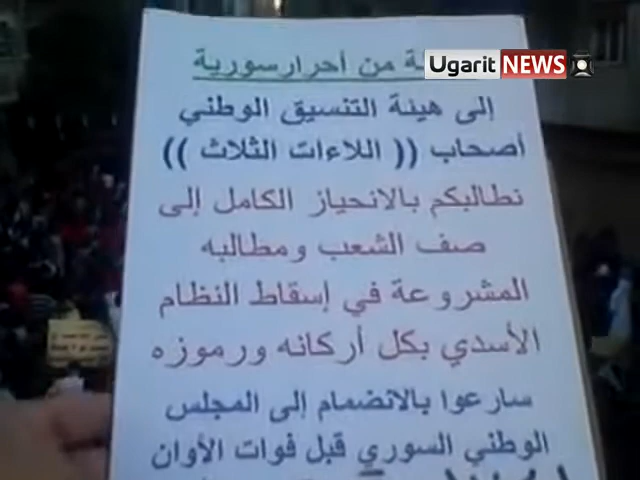 Ugarit NEWS
من أحرار سورية
إلى هيئة التنسيق الوطني
أصحاب (( اللاءات الثلاث ))
نطالبكم بالانحياز الكامل إلى
صف الشعب ومطالبه
المشروعة في إسقاط النظام
الأسدي بكل أركانه ورموزه
سارعوا بالانضمام إلى المجلس
الوطني السوري قبل فوات الأوان